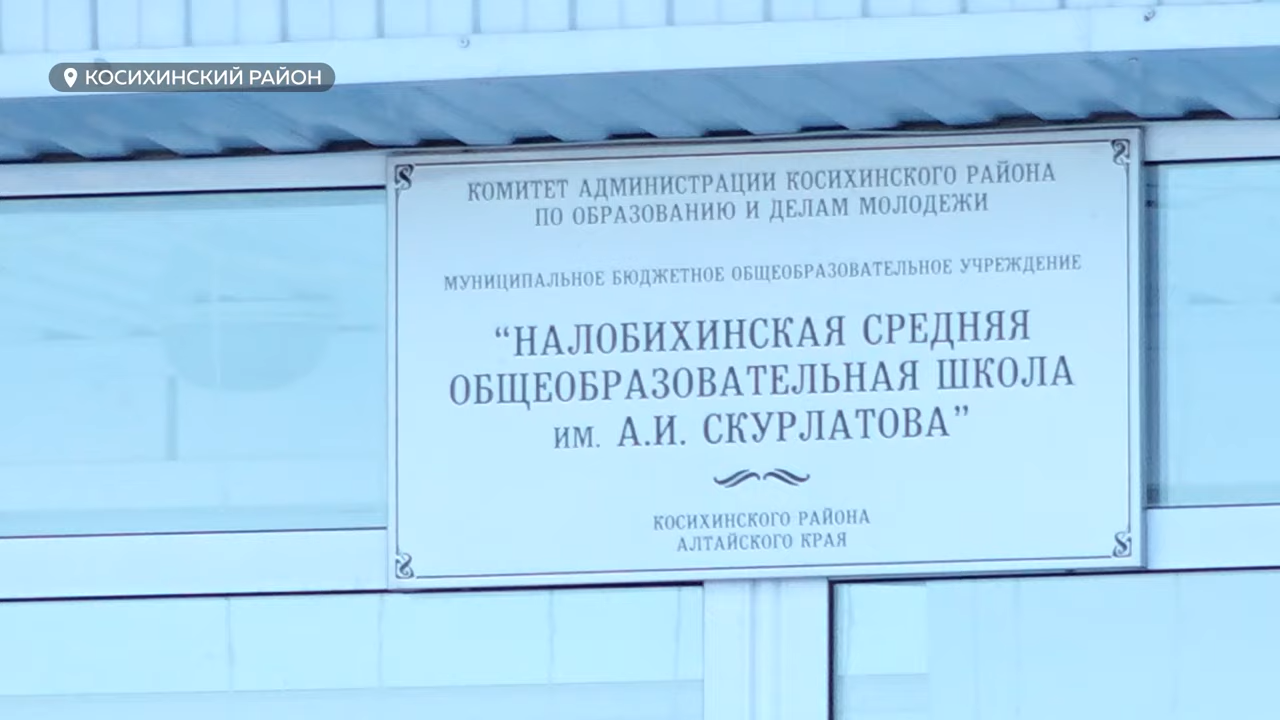 КОСИХИНСКИЙ РАЙОН
КОМИТЕТ АДМИНИСТРАЦИИ КОСИХИНСКОГО РАЙОНА
ПО ОБРАЗОВАНИЮ И ДЕЛАМ МОЛОДЕЖИ
МУНИЦИПАЛЬНОЕ БЮДЖЕТНОЕ ОБЩЕОБРАЗОВАТЕЛЬНОЕ УЧРЕЖДЕНИЕ
“НАЛОБИХИНСКАЯ СРЕДНЯЯ
ОБЩЕОБРАЗОВАТЕЛЬНАЯ ШКОЛА
ИМ. А.И. СКУРЛАТОВА”
КОСИХИНСКОГО РАЙОНА
АЛТАЙСКОГО КРАЯ